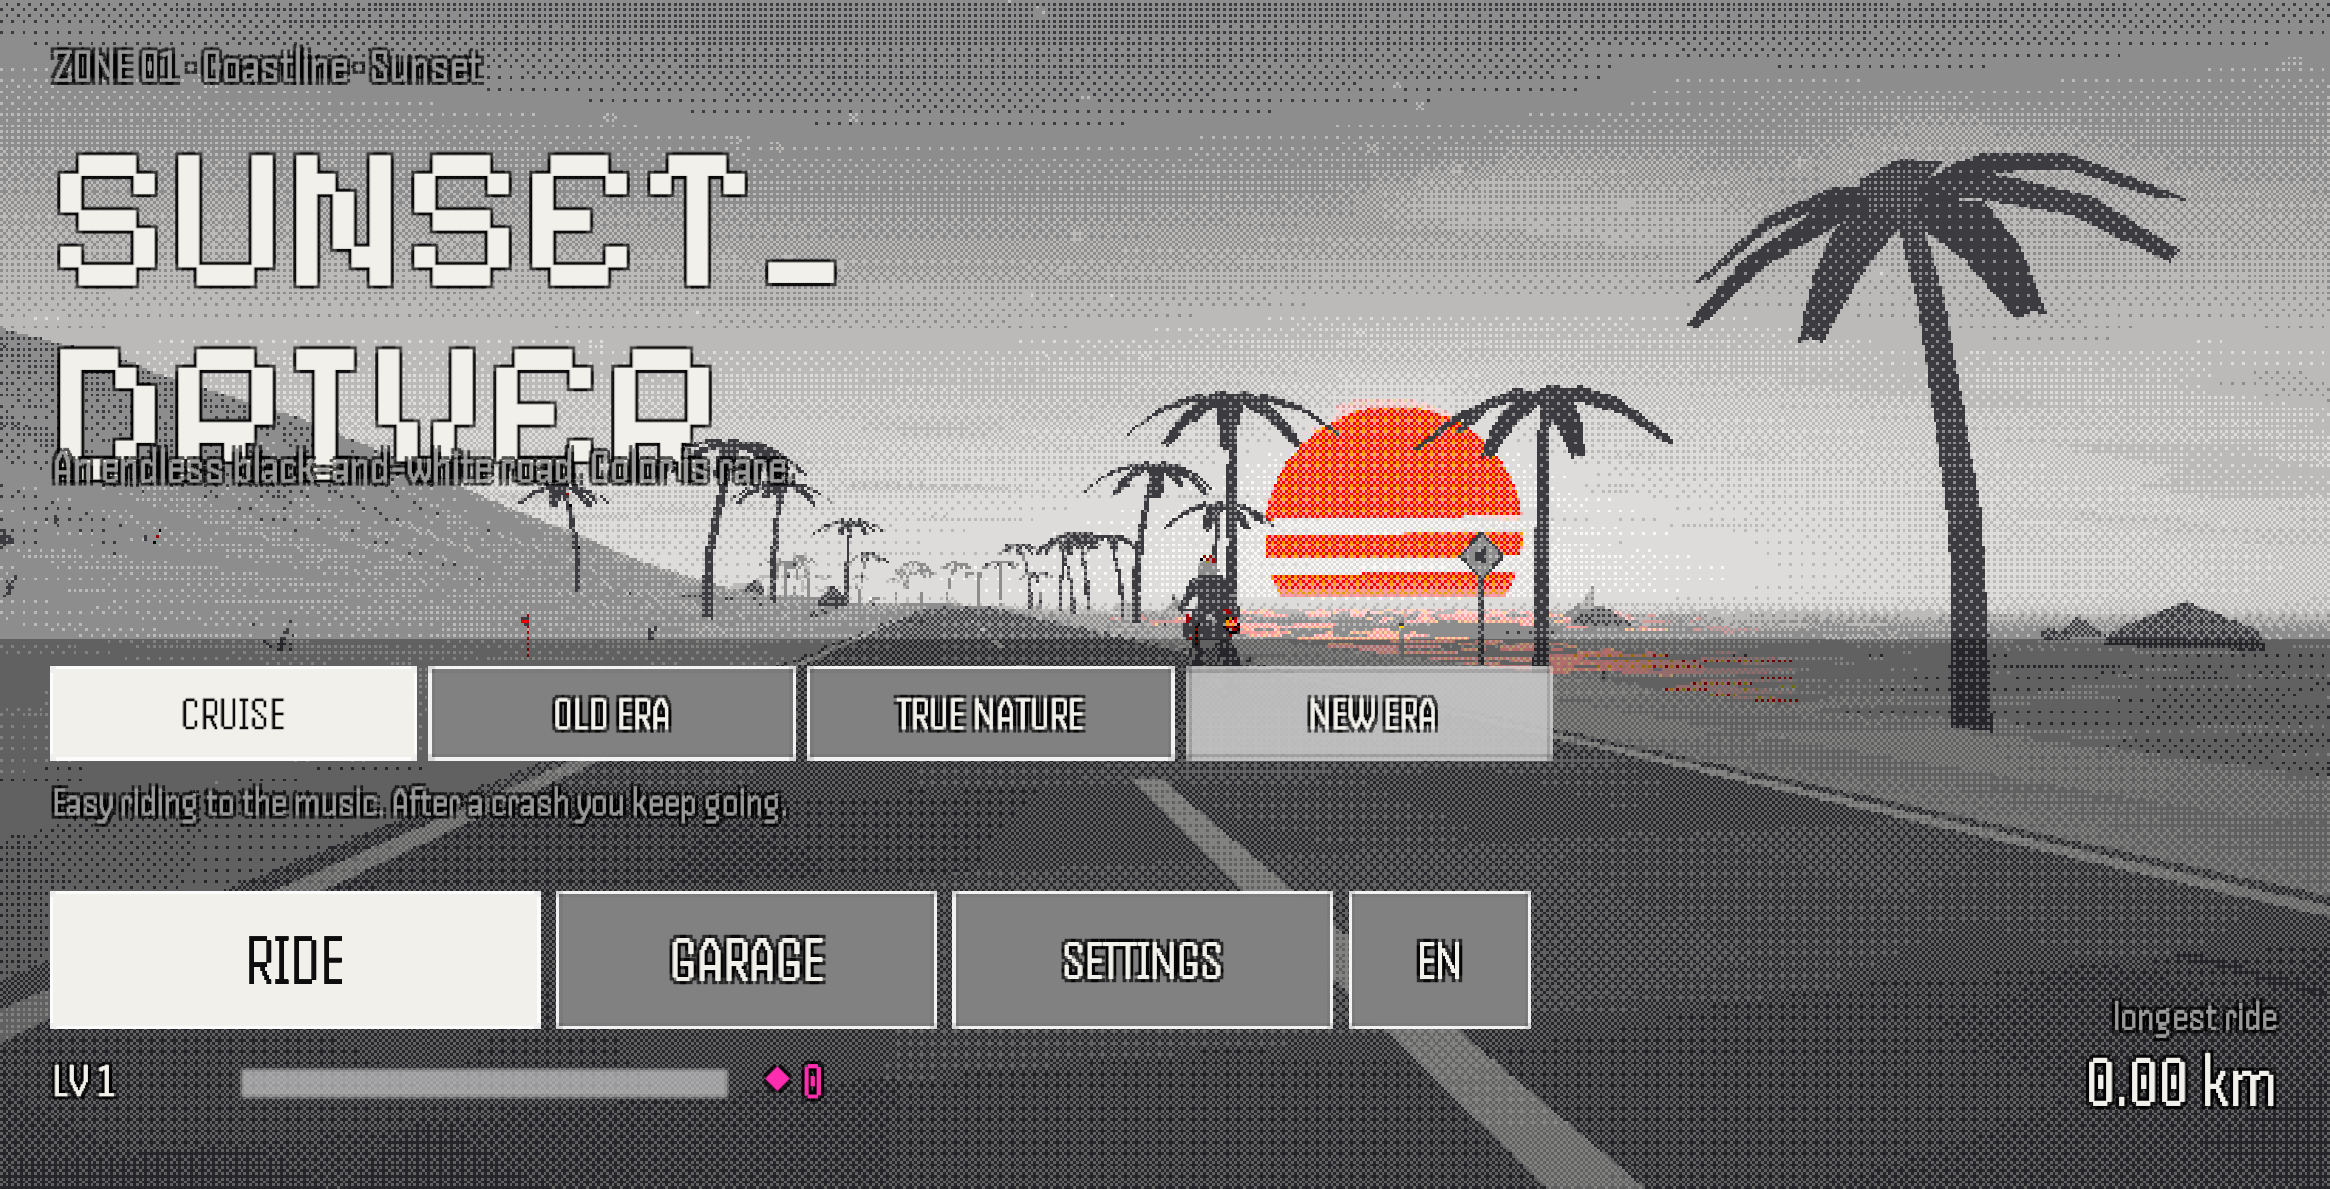 ZONE 01 · Coastline · Sunset
SUNSET_
DRIVER
An endless black-and-white road. Color is rare.
CRUISE
OLD ERA
TRUE NATURE
NEW ERA
Easy riding to the music. After a crash you keep going.
RIDE
GARAGE
SETTINGS
EN
LV 1
◆ 0
longest ride
0.00 km